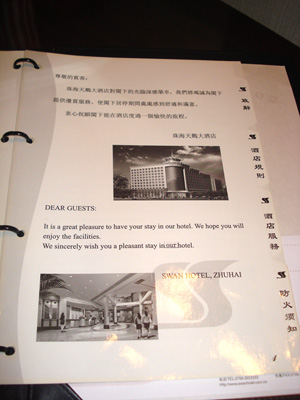 尊敬的賓客：
珠海天鵝大酒店對閣下的光臨深感榮幸。我們將竭誠為閣下
提供優質服務，使閣下居停期間處處感到舒適和滿意。
衷心祝願閣下能在酒店度過一個愉快的旅程。
珠海天鵝大酒店
DEAR GUESTS:
It is a great pleasure to have your stay in our hotel. We hope you will
enjoy the facilities.
We sincerely wish you a pleasant stay in our hotel.
SWAN HOTEL, ZHUHAI
致辭
酒店規則
酒店服務
防火須知